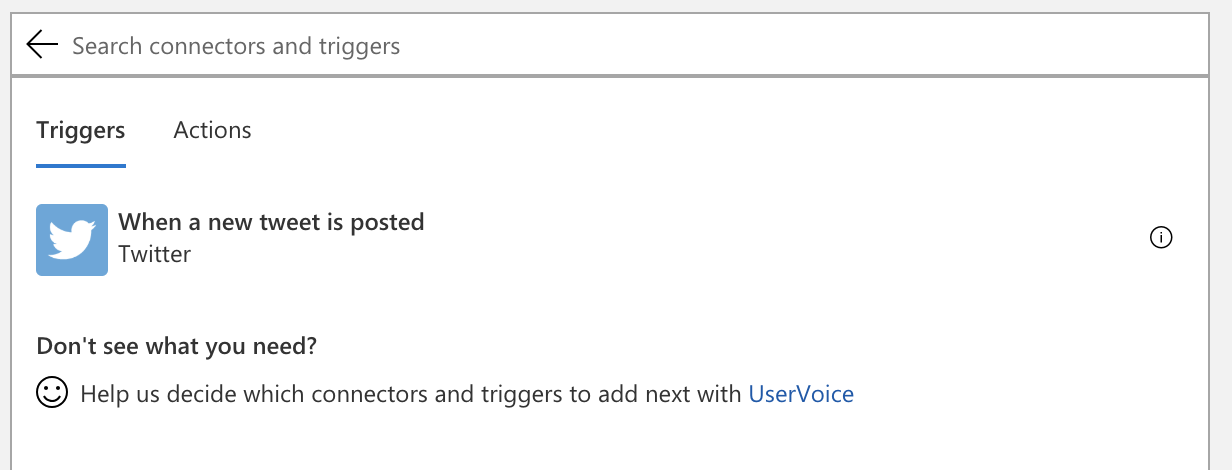 Search connectors and triggers
Triggers Actions
When a new tweet is posted
Twitter
Don't see what you need?
Help us decide which connectors and triggers to add next with UserVoice